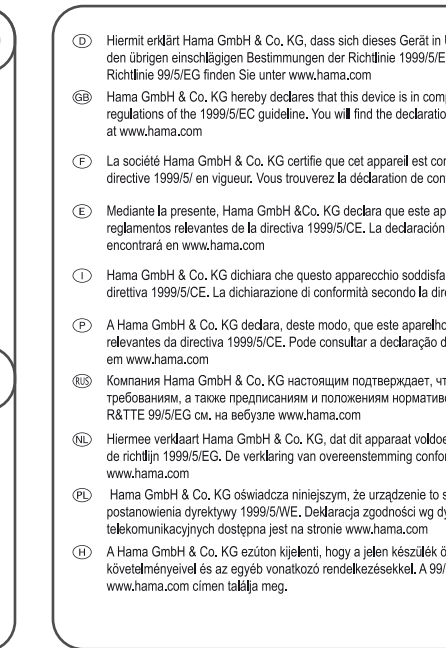 D Hiermit erklärt Hama GmbH & Co. KG, dass sich dieses Gerät in
den übrigen einschlägigen Bestimmungen der Richtlinie 1999/5/E
Richtlinie 99/5/EG finden Sie unter www.hama.com
GB Hama GmbH & Co. KG hereby declares that this device is in com
regulations of the 1999/5/EC guideline. You will find the declaratio
at www.hama.com
F La société Hama GmbH & Co. KG certifie que cet appareil est con
directive 1999/5/ en vigueur. Vous trouverez la déclaration de con
E Mediante la presente, Hama GmbH &Co. KG declara que este ap
reglamentos relevantes de la directiva 1999/5/CE. La declaración
encontrará en www.hama.com
I Hama GmbH & Co. KG dichiara che questo apparecchio soddisfa
direttiva 1999/5/CE. La dichiarazione di conformità secondo la dire
P A Hama GmbH & Co. KG declara, deste modo, que este aparelho
relevantes da directiva 1999/5/CE. Pode consultar a declaração d
em www.hama.com
RUS Компания Hama GmbH & Co. KG настоящим подтверждает, чт
требованиям, а также предписаниям и положениям норматив
R&TTE 99/5/EG см. на вебузле www.hama.com
NL Hiermee verklaart Hama GmbH & Co. KG, dat dit apparaat voldoe
de richtlijn 1999/5/EG. De verklaring van overeenstemming confor
www.hama.com
PL Hama GmbH & Co. KG oświadcza niniejszym, że urządzenie to s
postanowienia dyrektywy 1999/5/WE. Deklaracja zgodności wg dy
telekomunikacyjnych dostępna jest na stronie www.hama.com
H A Hama GmbH & Co. KG ezúton kijelenti, hogy a jelen készülék ö
követelményeivel és az egyéb vonatkozó rendelkezésekkel. A 99/
www.hama.com címen találja meg.